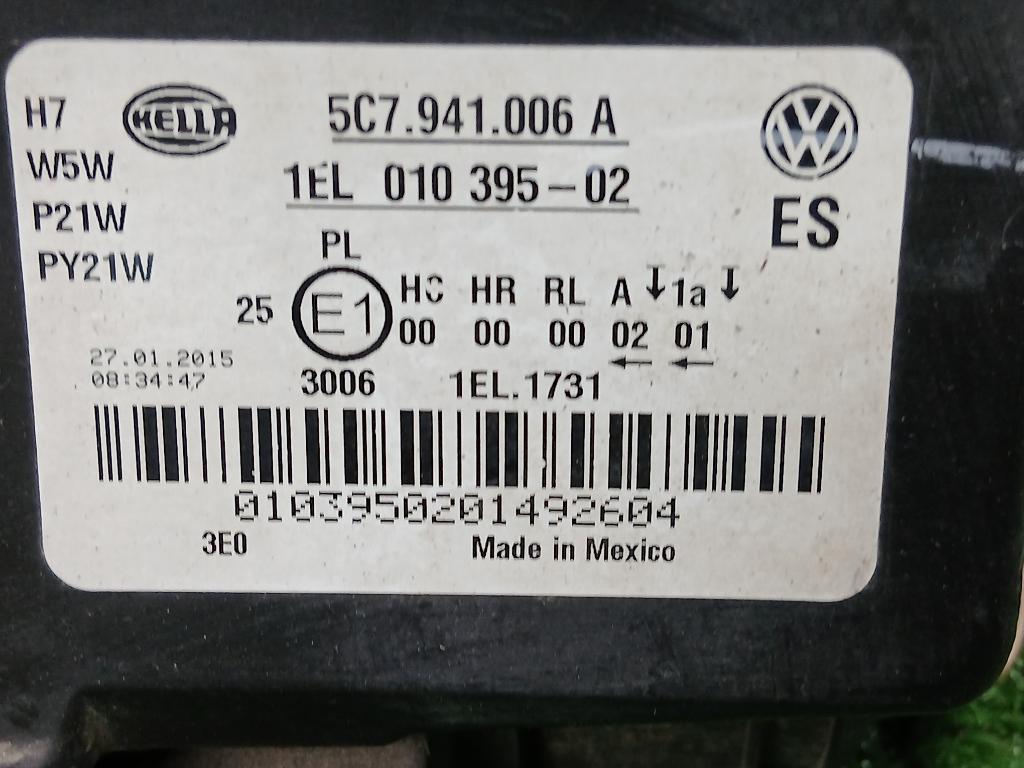 H7
W5W
P21W
PY21W
HELLA
5C7.941.006 A
1EL 010 395-02
VW
ES
PL
25 E1
HC HR RL A ↓ 1a ↓
00 00 00 02 01
← ←
27.01.2015
08:34:47
3006 1EL.1731
0103950201492604
3E0
Made in Mexico